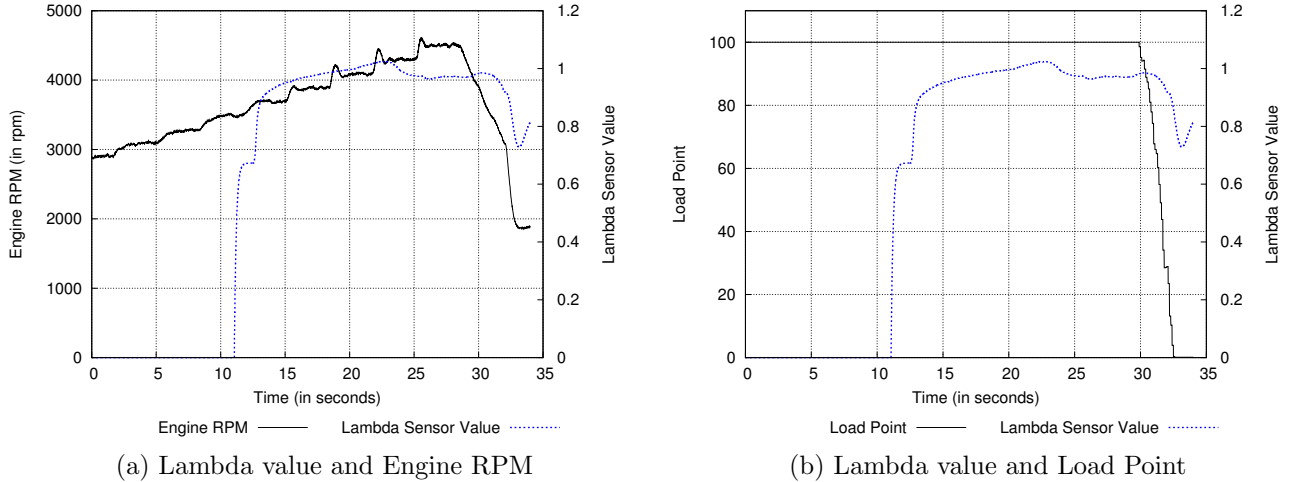 5000
4000
3000
2000
1000
0
Engine RPM (in rpm)
1.2
1
0.8
0.6
0.4
0.2
0
Lambda Sensor Value
0 5 10 15 20 25 30 35
Time (in seconds)
Engine RPM Lambda Sensor Value
(a) Lambda value and Engine RPM
100
80
60
40
20
0
Load Point
1.2
1
0.8
0.6
0.4
0.2
0
Lambda Sensor Value
0 5 10 15 20 25 30 35
Time (in seconds)
Load Point Lambda Sensor Value
(b) Lambda value and Load Point